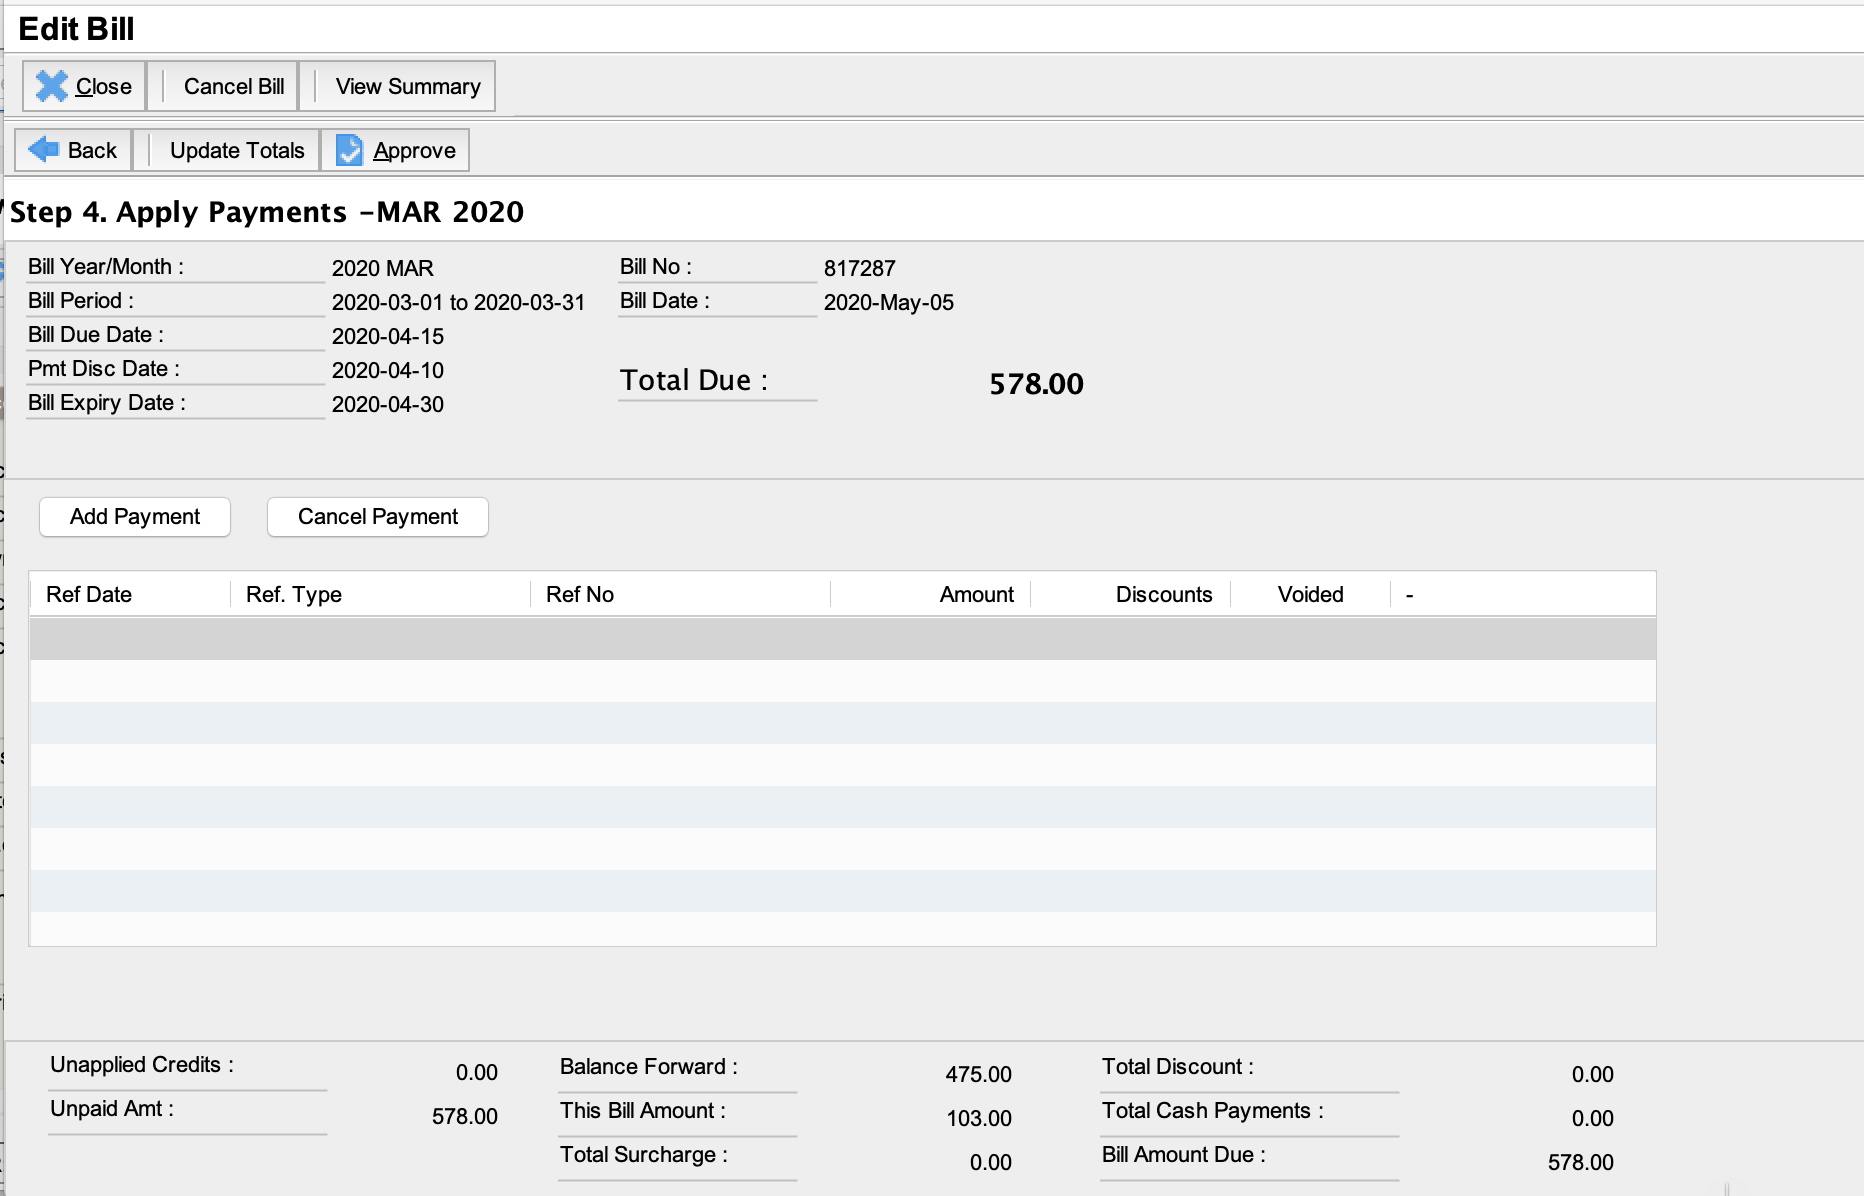 Edit Bill
Close Cancel Bill View Summary
Back Update Totals Approve
Step 4. Apply Payments –MAR 2020
Bill Year/Month : 2020 MAR Bill No : 817287
Bill Period : 2020-03-01 to 2020-03-31 Bill Date : 2020-May-05
Bill Due Date : 2020-04-15
Pmt Disc Date : 2020-04-10 Total Due : 578.00
Bill Expiry Date : 2020-04-30
Add Payment Cancel Payment
Ref Date Ref. Type Ref No Amount Discounts Voided -
Unapplied Credits : 0.00 Balance Forward : 475.00 Total Discount : 0.00
Unpaid Amt : 578.00 This Bill Amount : 103.00 Total Cash Payments : 0.00
Total Surcharge : 0.00 Bill Amount Due : 578.00